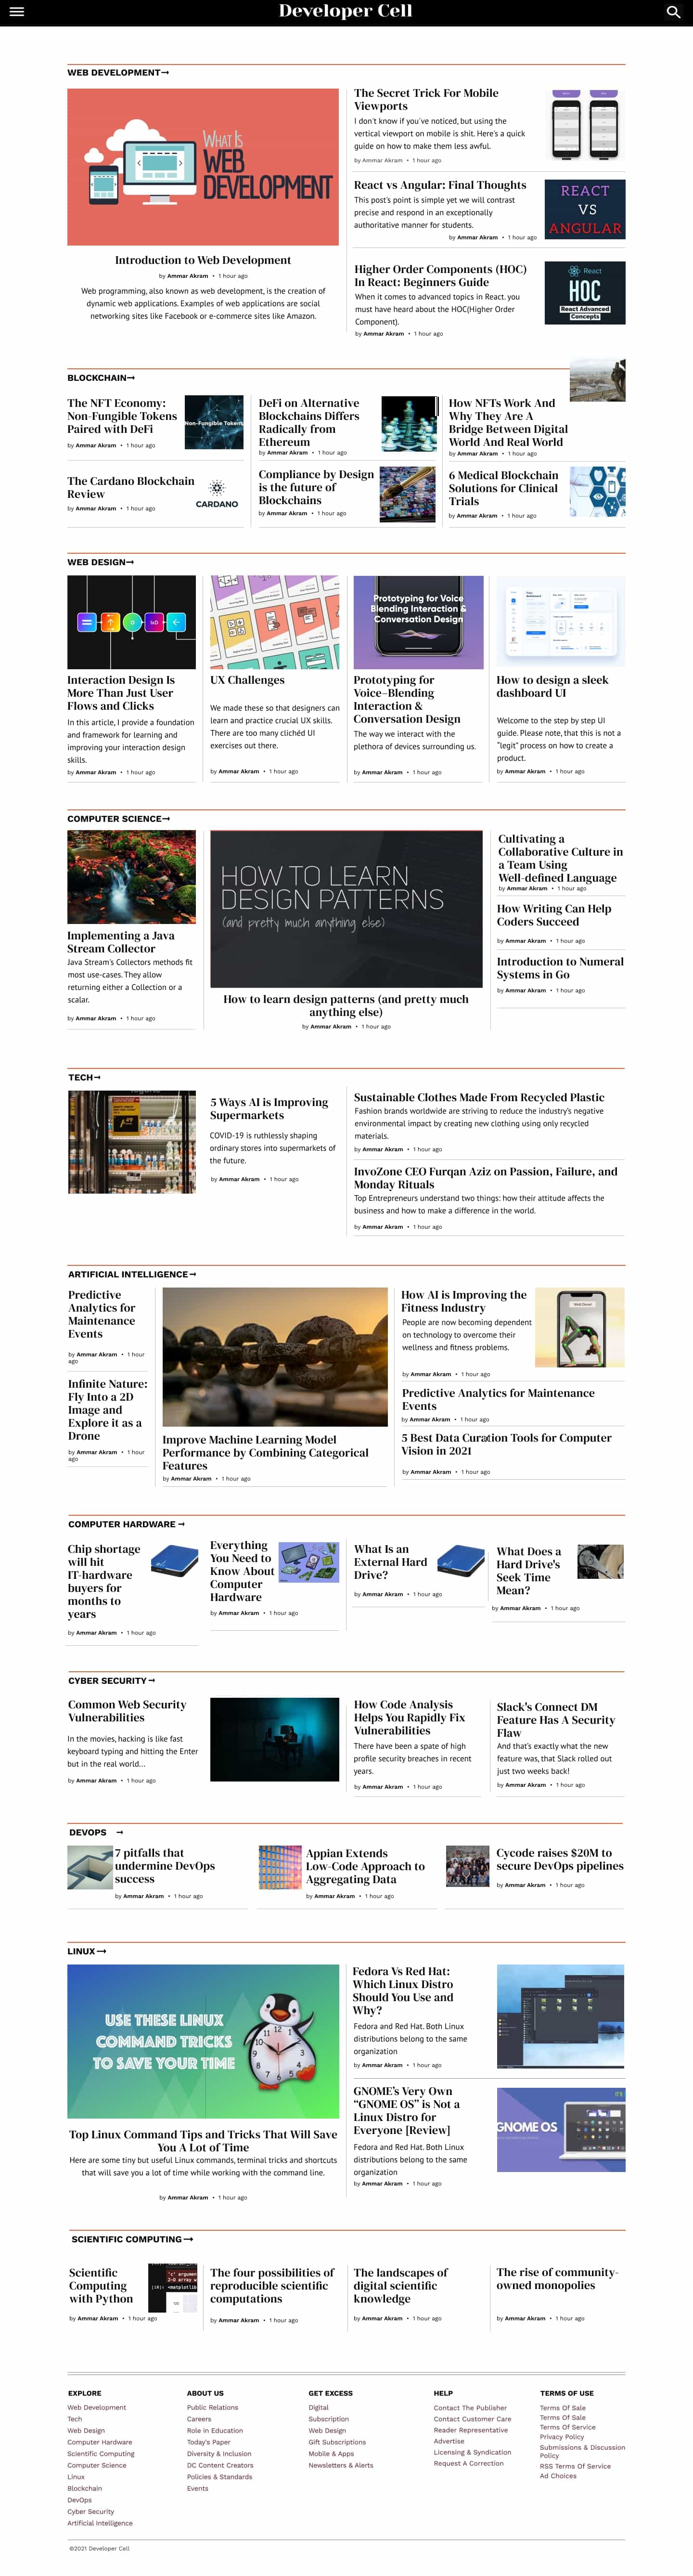 Developer Cell
WEB DEVELOPMENT→
WHAT IS
WEB
DEVELOPMENT
Introduction to Web Development
by Ammar Akram • 1 hour ago
Web programming, also known as web development, is the creation of
dynamic web applications. Examples of web applications are social
networking sites like Facebook or e-commerce sites like Amazon.
The Secret Trick For Mobile
Viewports
I don't know if you've noticed, but using the
vertical viewport on mobile is shit. Here's a quick
guide on how to make them less awful.
by Ammar Akram • 1 hour ago
React vs Angular: Final Thoughts
This post's point is simple yet we will contrast
precise and respond in an exceptionally
authoritative manner for students.
by Ammar Akram • 1 hour ago
REACT
VS
ANGULAR
Higher Order Components (HOC)
In React: Beginners Guide
When it comes to advanced topics in React. you
must have heard about the HOC(Higher Order
Component).
by Ammar Akram • 1 hour ago
React
HOC
React Advanced
Concepts
BLOCKCHAIN→
The NFT Economy:
Non-Fungible Tokens
Paired with DeFi
by Ammar Akram • 1 hour ago
Non-Fungible Tokens
The Cardano Blockchain
Review
by Ammar Akram • 1 hour ago
CARDANO
DeFi on Alternative
Blockchains Differs
Radically from
Ethereum
by Ammar Akram • 1 hour ago
Compliance by Design
is the future of
Blockchains
by Ammar Akram • 1 hour ago
How NFTs Work And
Why They Are A
Bridge Between Digital
World And Real World
by Ammar Akram • 1 hour ago
6 Medical Blockchain
Solutions for Clinical
Trials
by Ammar Akram • 1 hour ago
WEB DESIGN→
IxD
Interaction Design Is
More Than Just User
Flows and Clicks
In this article, I provide a foundation
and framework for learning and
improving your interaction design
skills.
by Ammar Akram • 1 hour ago
UX Challenges
We made these so that designers can
learn and practice crucial UX skills.
There are too many clichéd UI
exercises out there.
by Ammar Akram • 1 hour ago
Prototyping for Voice
Blending Interaction &
Conversation Design
Prototyping for
Voice–Blending
Interaction &
Conversation Design
The way we interact with the
plethora of devices surrounding us.
by Ammar Akram • 1 hour ago
How to design a sleek
dashboard UI
Welcome to the step by step UI
guide. Please note, that this is not a
"legit" process on how to create a
product.
by Ammar Akram • 1 hour ago
COMPUTER SCIENCE→
Implementing a Java
Stream Collector
Java Stream's Collectors methods fit
most use-cases. They allow
returning either a Collection or a
scalar.
by Ammar Akram • 1 hour ago
HOW TO LEARN
DESIGN PATTERNS
(and pretty much anything else)
How to learn design patterns (and pretty much
anything else)
by Ammar Akram • 1 hour ago
Cultivating a
Collaborative Culture in
a Team Using
Well-defined Language
by Ammar Akram • 1 hour ago
How Writing Can Help
Coders Succeed
by Ammar Akram • 1 hour ago
Introduction to Numeral
Systems in Go
by Ammar Akram • 1 hour ago
TECH→
5 Ways AI is Improving
Supermarkets
COVID-19 is ruthlessly shaping
ordinary stores into supermarkets of
the future.
by Ammar Akram • 1 hour ago
Sustainable Clothes Made From Recycled Plastic
Fashion brands worldwide are striving to reduce the industry's negative
environmental impact by creating new clothing using only recycled
materials.
by Ammar Akram • 1 hour ago
InvoZone CEO Furqan Aziz on Passion, Failure, and
Monday Rituals
Top Entrepreneurs understand two things: how their attitude affects the
business and how to make a difference in the world.
by Ammar Akram • 1 hour ago
ARTIFICIAL INTELLIGENCE→
Predictive
Analytics for
Maintenance
Events
by Ammar Akram • 1 hour
ago
Infinite Nature:
Fly Into a 2D
Image and
Explore it as a
Drone
by Ammar Akram • 1 hour
ago
Improve Machine Learning Model
Performance by Combining Categorical
Features
by Ammar Akram • 1 hour ago
How AI is Improving the
Fitness Industry
People are now becoming dependent
on technology to overcome their
wellness and fitness problems.
by Ammar Akram • 1 hour ago
Predictive Analytics for Maintenance
Events
by Ammar Akram • 1 hour ago
5 Best Data Curation Tools for Computer
Vision in 2021
by Ammar Akram • 1 hour ago
COMPUTER HARDWARE→
Chip shortage
will hit
IT-hardware
buyers for
months to
years
by Ammar Akram • 1 hour ago
Everything
You Need to
Know About
Computer
Hardware
by Ammar Akram • 1 hour ago
What Is an
External Hard
Drive?
by Ammar Akram • 1 hour ago
What Does a
Hard Drive's
Seek Time
Mean?
by Ammar Akram • 1 hour ago
CYBER SECURITY→
Common Web Security
Vulnerabilities
In the movies, hacking is like fast
keyboard typing and hitting the Enter
but in the real world...
by Ammar Akram • 1 hour ago
How Code Analysis
Helps You Rapidly Fix
Vulnerabilities
There have been a spate of high
profile security breaches in recent
years.
by Ammar Akram • 1 hour ago
Slack's Connect DM
Feature Has A Security
Flaw
And that's exactly what the new
feature was, that Slack rolled out
just two weeks back!
by Ammar Akram • 1 hour ago
DEVOPS →
7 pitfalls that
undermine DevOps
success
by Ammar Akram • 1 hour ago
Appian Extends
Low-Code Approach to
Aggregating Data
by Ammar Akram • 1 hour ago
Cycode raises $20M to
secure DevOps pipelines
by Ammar Akram • 1 hour ago
LINUX→
USE THESE LINUX
COMMAND TRICKS
TO SAVE YOUR TIME
Top Linux Command Tips and Tricks That Will Save
You A Lot of Time
Here are some tiny but useful Linux commands, terminal tricks and shortcuts
that will save you a lot of time while working with the command line.
by Ammar Akram • 1 hour ago
Fedora Vs Red Hat:
Which Linux Distro
Should You Use and
Why?
Fedora and Red Hat. Both Linux
distributions belong to the same
organization
by Ammar Akram • 1 hour ago
GNOME's Very Own
"GNOME OS" is Not a
Linux Distro for
Everyone [Review]
Fedora and Red Hat. Both Linux
distributions belong to the same
organization
by Ammar Akram • 1 hour ago
GNOME OS
SCIENTIFIC COMPUTING→
Scientific
Computing
with Python
by Ammar Akram • 1 hour ago
The four possibilities of
reproducible scientific
computations
by Ammar Akram • 1 hour ago
The landscapes of
digital scientific
knowledge
by Ammar Akram • 1 hour ago
The rise of community-
owned monopolies
by Ammar Akram • 1 hour ago
EXPLORE
Web Development
Tech
Web Design
Computer Hardware
Scientific Computing
Computer Science
Linux
Blockchain
DevOps
Cyber Security
Artificial Intelligence
ABOUT US
Public Relations
Careers
Role in Education
Today's Paper
Diversity & Inclusion
DC Content Creators
Policies & Standards
Events
GET EXCESS
Digital
Subscription
Web Design
Gift Subscriptions
Mobile & Apps
Newsletters & Alerts
HELP
Contact The Publisher
Contact Customer Care
Reader Representative
Advertise
Licensing & Syndication
Request A Correction
TERMS OF USE
Terms Of Sale
Terms Of Sale
Terms Of Service
Privacy Policy
Submissions & Discussion
Policy
RSS Terms Of Service
Ad Choices
©2021 Developer Cell